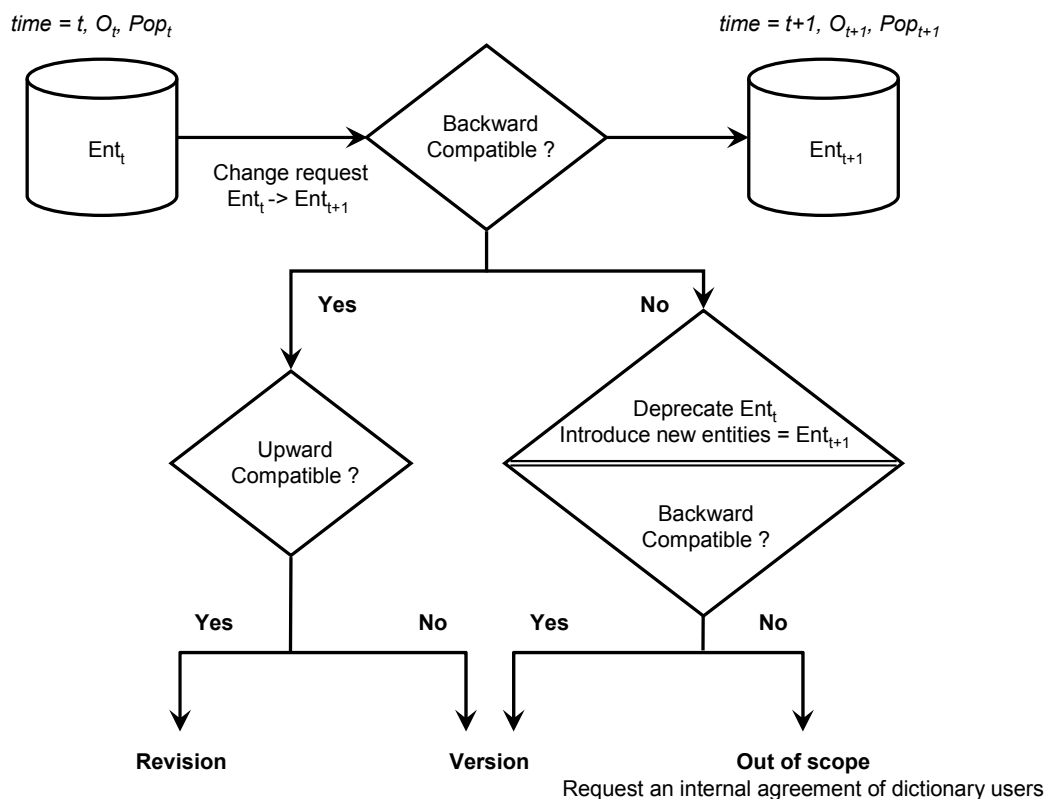 time = t, Oₜ, Popₜ
time = t+1, Oₜ₊₁, Popₜ₊₁
Entₜ
Backward
Compatible ?
Entₜ₊₁
Change request
Entₜ -> Entₜ₊₁
Yes
No
Deprecate Entₜ
Introduce new entities = Entₜ₊₁
Upward
Compatible ?
Backward
Compatible ?
Yes
No
Yes
No
Revision
Version
Out of scope
Request an internal agreement of dictionary users